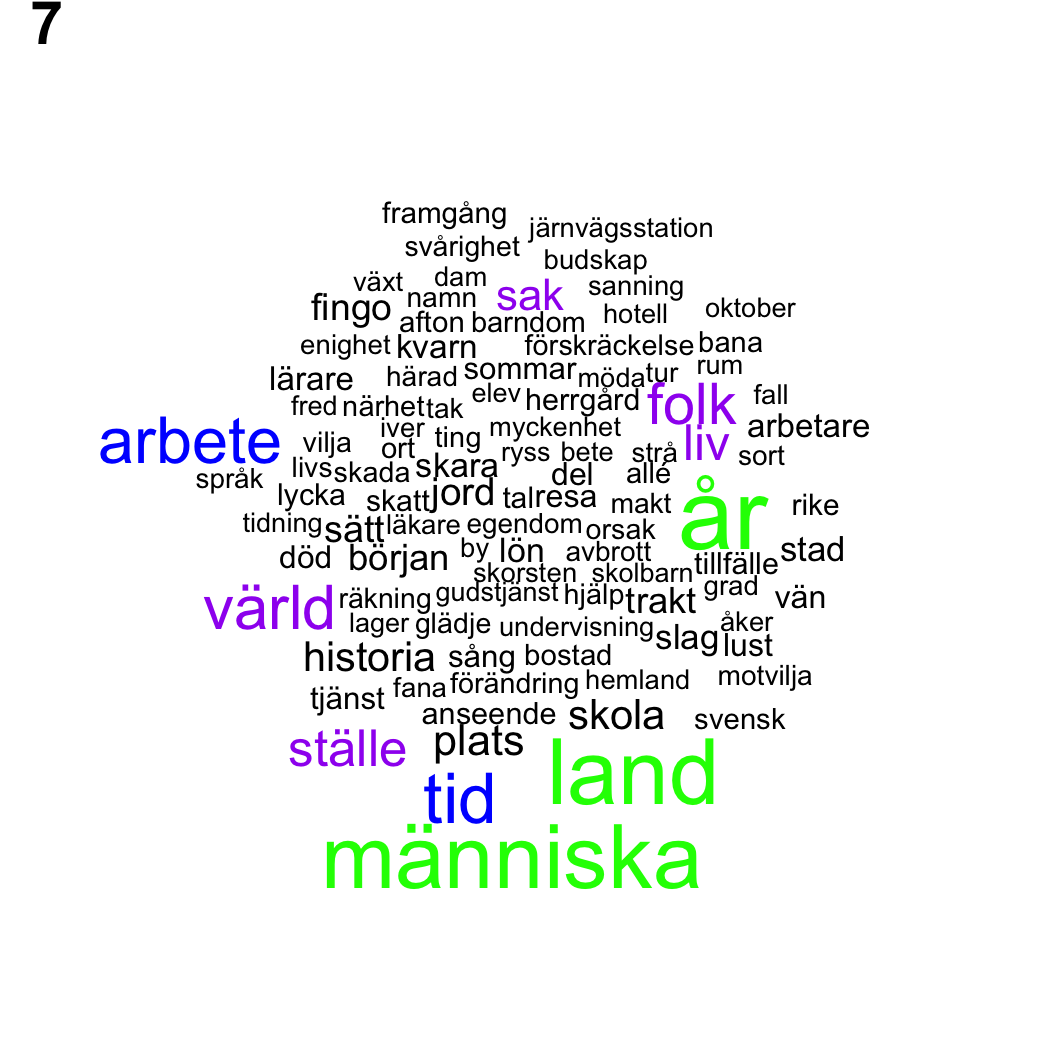 7
framgång
järnvägsstation
svårighet
budskap
växt dam
sak sanning
fingo namn hotell oktober
afton barndom
enighet kvarn förskräckelse bana
lärare härad sommar möda tur rum
fred närhet tak elev herrgård folk fall
arbete vilja iver ting myckenhet liv arbetare
ort ryss bete strå sort
språk livs skada skara del allé
lycka skatt jord talresa makt år rike
tidning sätt läkare egendom orsak
död början by lön avbrott tillfälle stad
skorsten skolbarn
värld räkning gudstjänst hjälp trakt grad vän
lager glädje undervisning slag åker
lust
historia sång bostad
tjänst fana förändring hemland motvilja
anseende skola svensk
ställe plats
land
tid
människa